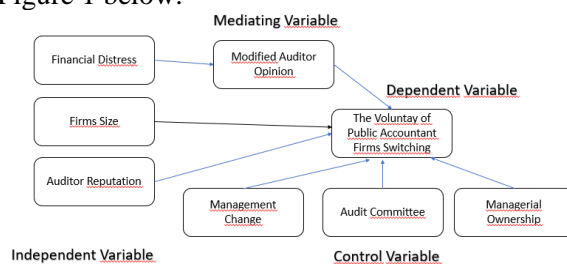 Figure 1 below:
Mediating Variable
Financial Distress
Modified Auditor
Opinion
Dependent Variable
Firms Size
The Voluntay of
Public Accountant
Firms Switching
Auditor Reputation
Management
Change
Audit Committee
Managerial
Ownership
Independent Variable
Control Variable